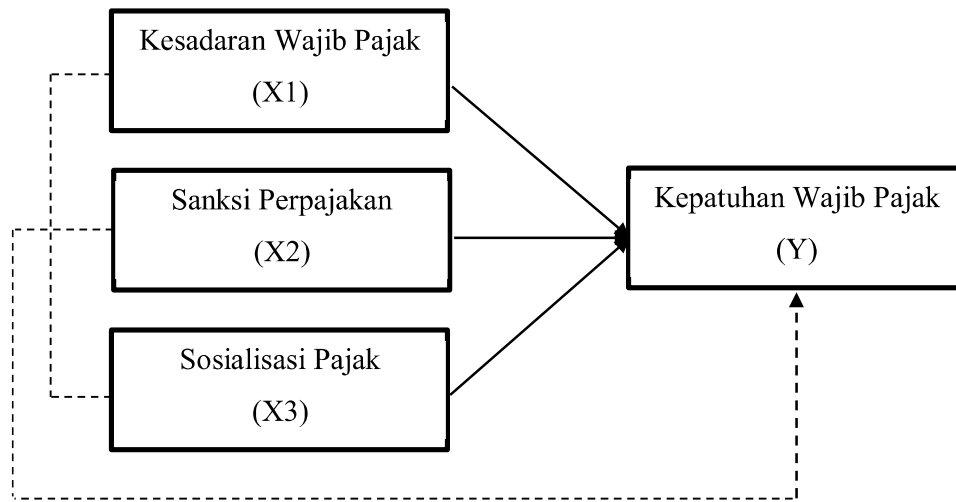 Kesadaran Wajib Pajak
(X1)
Sanksi Perpajakan
(X2)
Sosialisasi Pajak
(X3)
Kepatuhan Wajib Pajak
(Y)